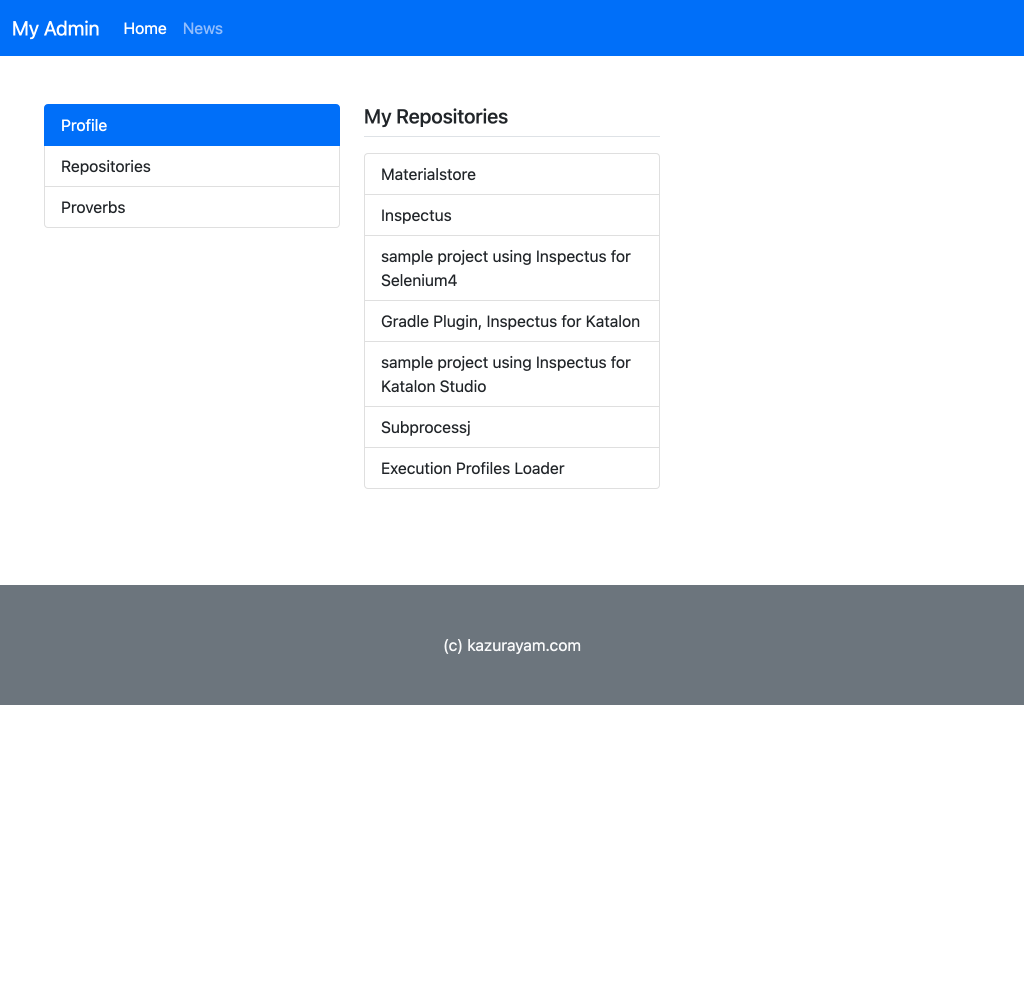 My Admin Home News
Profile
Repositories
Proverbs
My Repositories
Materialstore
Inspectus
sample project using Inspectus for
Selenium4
Gradle Plugin, Inspectus for Katalon
sample project using Inspectus for
Katalon Studio
Subprocessj
Execution Profiles Loader
(c) kazurayam.com